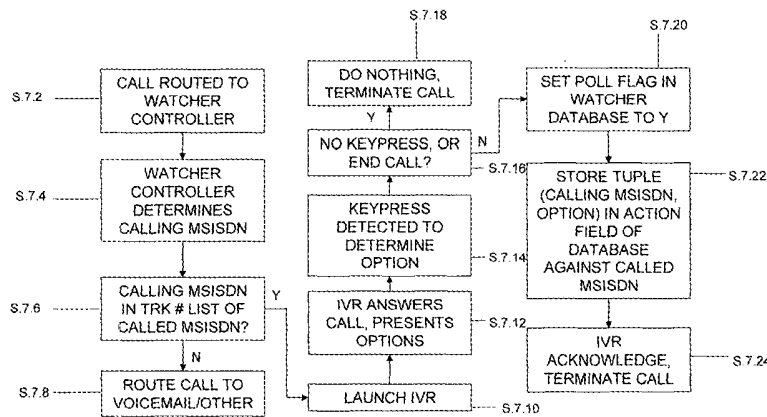 S.7.2
CALL ROUTED TO
WATCHER
CONTROLLER
S.7.4
WATCHER
CONTROLLER
DETERMINES
CALLING MSISDN
S.7.6
CALLING MSISDN
IN TRK # LIST OF
CALLED MSISDN?
Y
N
S.7.8
ROUTE CALL TO
VOICEMAIL/OTHER
S.7.18
DO NOTHING,
TERMINATE CALL
Y
NO KEYPRESS, OR
END CALL?
N
S.7.16
KEYPRESS
DETECTED TO
DETERMINE
OPTION
S.7.14
IVR ANSWERS
CALL, PRESENTS
OPTIONS
S.7.12
LAUNCH IVR
S.7.10
S.7.20
SET POLL FLAG IN
WATCHER
DATABASE TO Y
STORE TUPLE
(CALLING MSISDN,
OPTION) IN ACTION
FIELD OF
DATABASE
AGAINST CALLED
MSISDN
S.7.22
IVR
ACKNOWLEDGE,
TERMINATE CALL
S.7.24